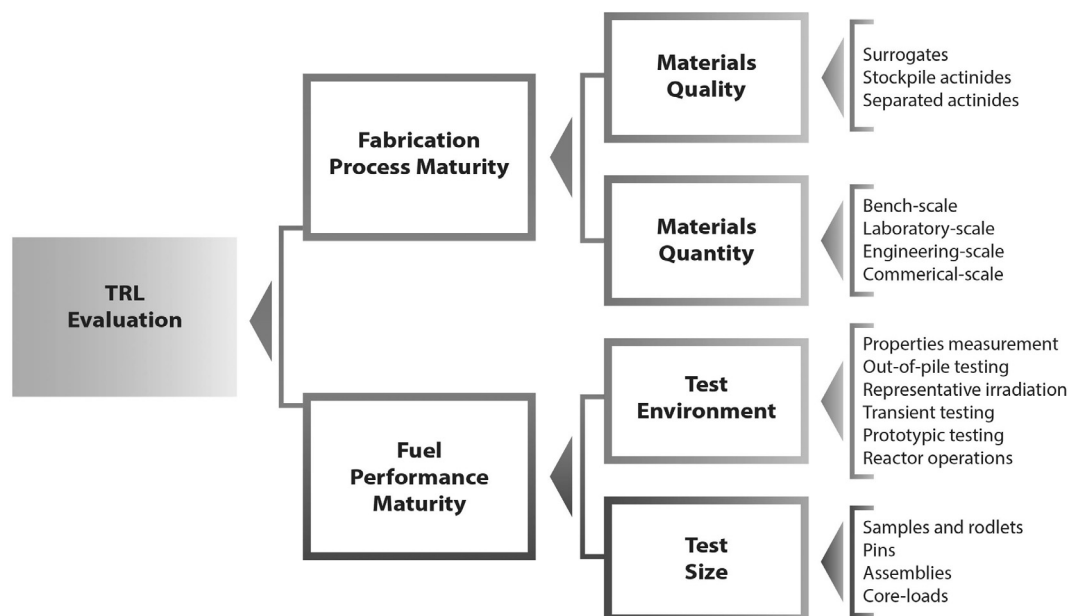 TRL
Evaluation
Fabrication
Process Maturity
Fuel
Performance
Maturity
Materials
Quality
Materials
Quantity
Test
Environment
Test
Size
Surrogates
Stockpile actinides
Separated actinides
Bench-scale
Laboratory-scale
Engineering-scale
Commerical-scale
Properties measurement
Out-of-pile testing
Representative irradiation
Transient testing
Prototypic testing
Reactor operations
Samples and rodlets
Pins
Assemblies
Core-loads